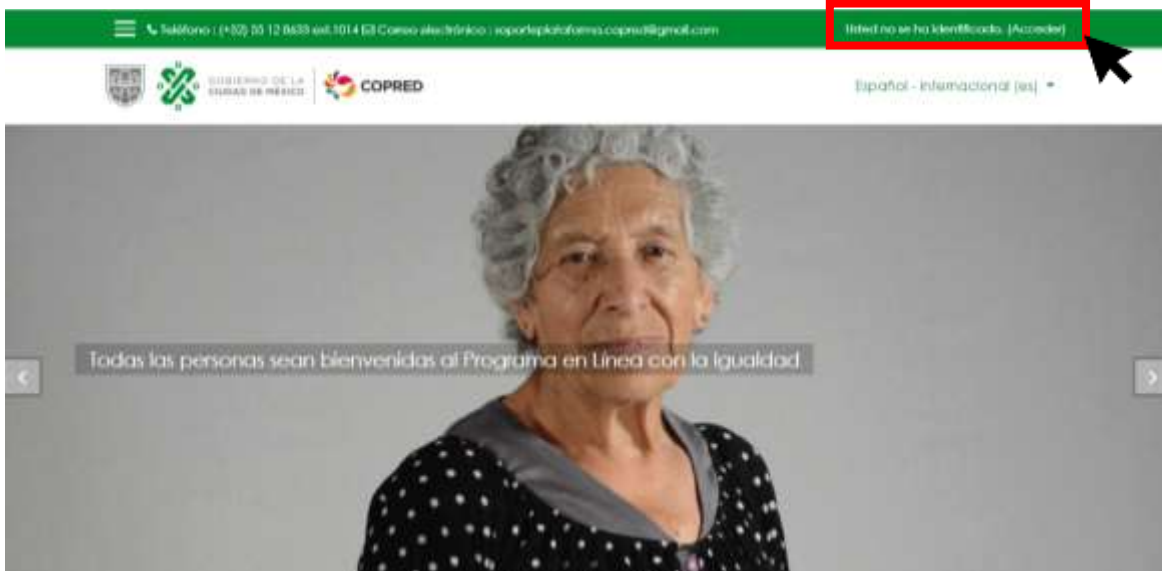 Teléfono : (+52) 55 12 8633 ext.1014 Correo electrónico : soporteplataforma.copred@gmail.com
Usted no se ha identificado. (Acceder)
GOBIERNO DE LA
CIUDAD DE MÉXICO
COPRED
Español - internacional (es)
Todas las personas sean bienvenidas al Programa en Línea con la Igualdad